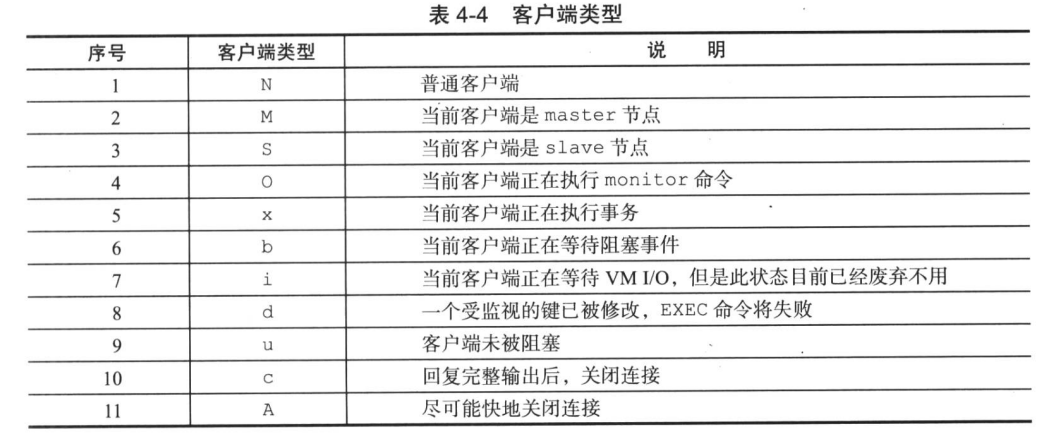 表 4-4 客户端类型
序号 客户端类型 说 明
1 N 普通客户端
2 M 当前客户端是 master 节点
3 S 当前客户端是 slave 节点
4 O 当前客户端正在执行 monitor 命令
5 x 当前客户端正在执行事务
6 b 当前客户端正在等待阻塞事件
7 i 当前客户端正在等待 VM I/O，但是此状态目前已经废弃不用
8 d 一个受监视的键已被修改，EXEC 命令将失败
9 u 客户端未被阻塞
10 c 回复完整输出后，关闭连接
11 A 尽可能快地关闭连接